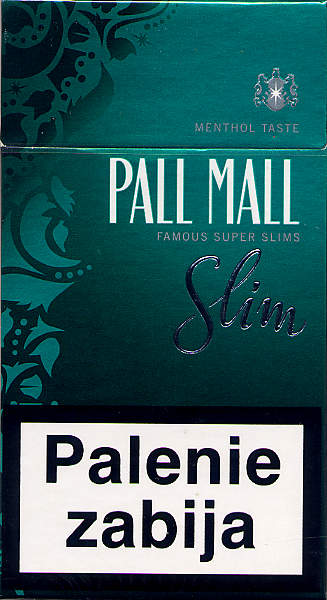 MENTHOL TASTE
PALL MALL
FAMOUS SUPER SLIMS
Slim
Palenie
zabija